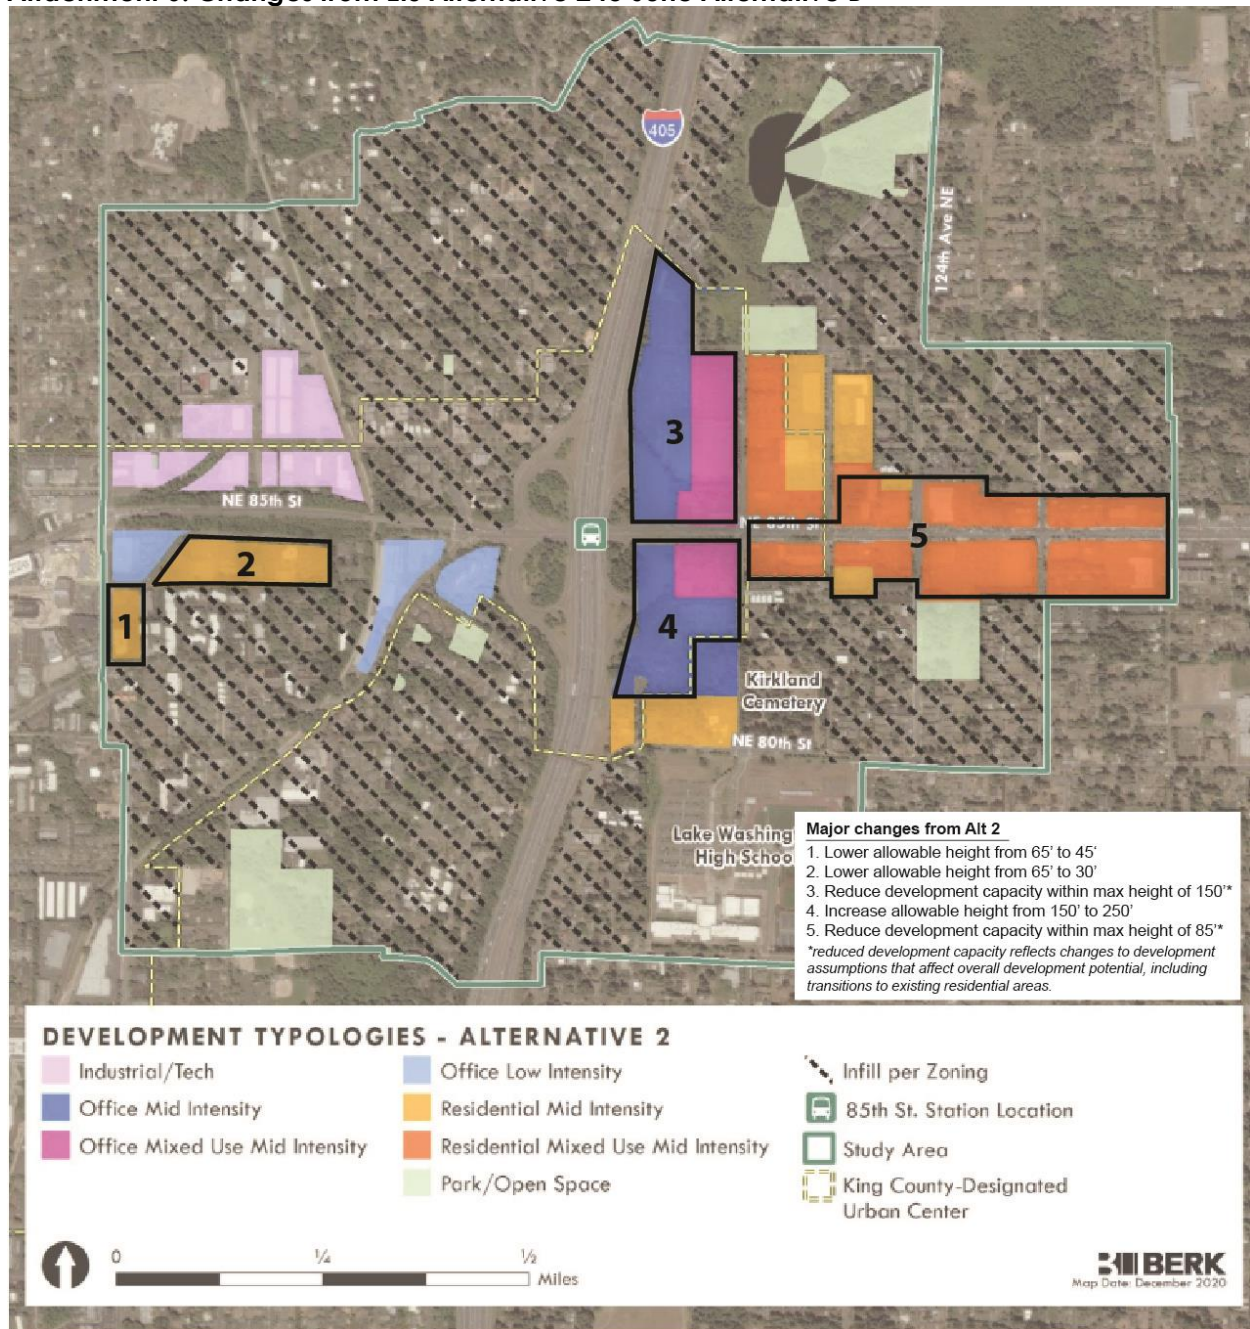 405
124th Ave NE
3
NE 85th St
NE 85th St
5
2
1
4
Kirkland
Cemetery
NE 80th St
Lake Washing
High Schoo
Major changes from Alt 2
1. Lower allowable height from 65' to 45'
2. Lower allowable height from 65' to 30'
3. Reduce development capacity within max height of 150'*
4. Increase allowable height from 150' to 250'
5. Reduce development capacity within max height of 85'*
*reduced development capacity reflects changes to development
assumptions that affect overall development potential, including
transitions to existing residential areas.
DEVELOPMENT TYPOLOGIES - ALTERNATIVE 2
Industrial/Tech
Office Mid Intensity
Office Mixed Use Mid Intensity
Office Low Intensity
Residential Mid Intensity
Residential Mixed Use Mid Intensity
Park/Open Space
Infill per Zoning
85th St. Station Location
Study Area
King County-Designated
Urban Center
0 ¼ ½
Miles
BERK
Map Date: December 2020